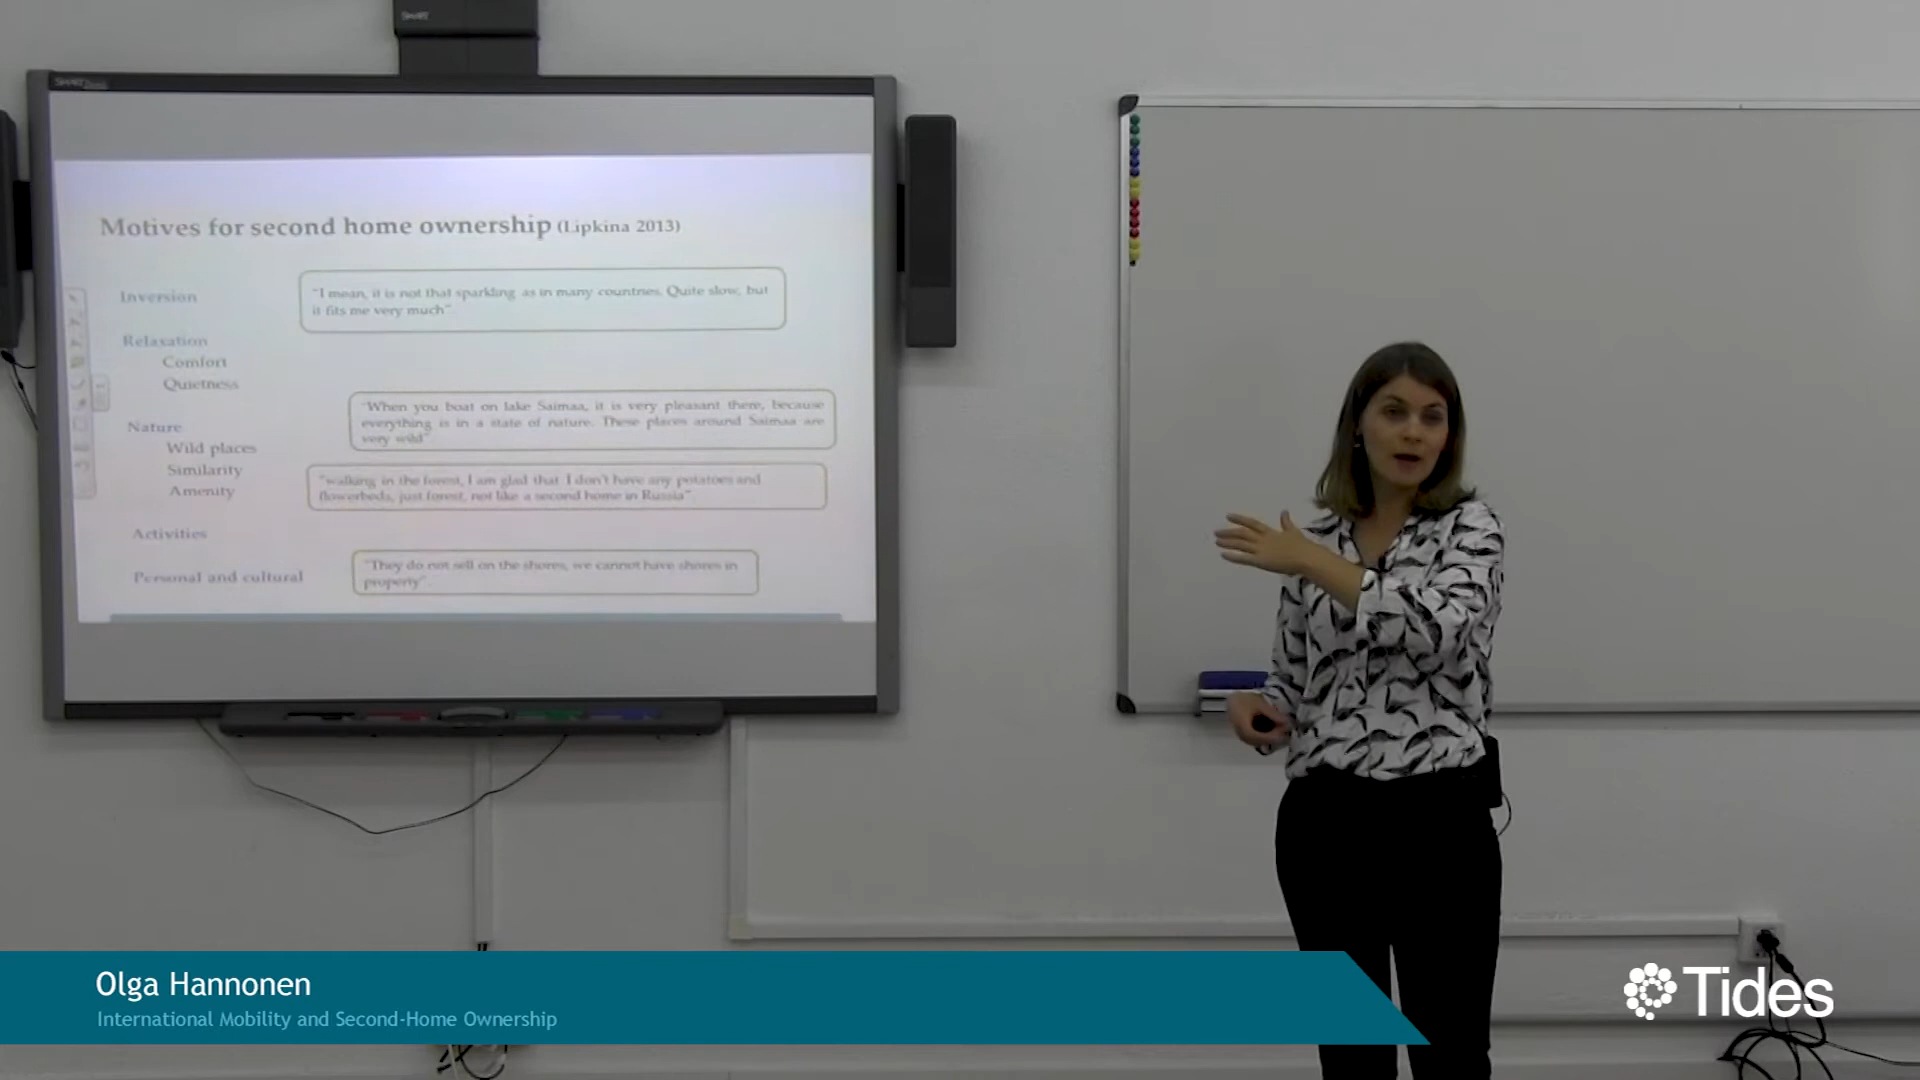 SMART
SMART
Motives for second home ownership (Lipkina 2013)
Inversion
"I mean, it is not that sparkling as in many countries. Quite slow, but
it fits me very much"
Relaxation
Comfort
Quietness
"When you boat on lake Saimaa, it is very pleasant there, because
everything is in a state of nature. These places around Saimaa are
very wild"
Nature
Wild places
Similarity
Amenity
"walking in the forest, I am glad that I don't have any potatoes and
flowerbeds, just forest, not like a second home in Russia"
Activities
Personal and cultural
"They do not sell on the shores, we cannot have shores in
property"
Olga Hannonen
International Mobility and Second-Home Ownership
Tides